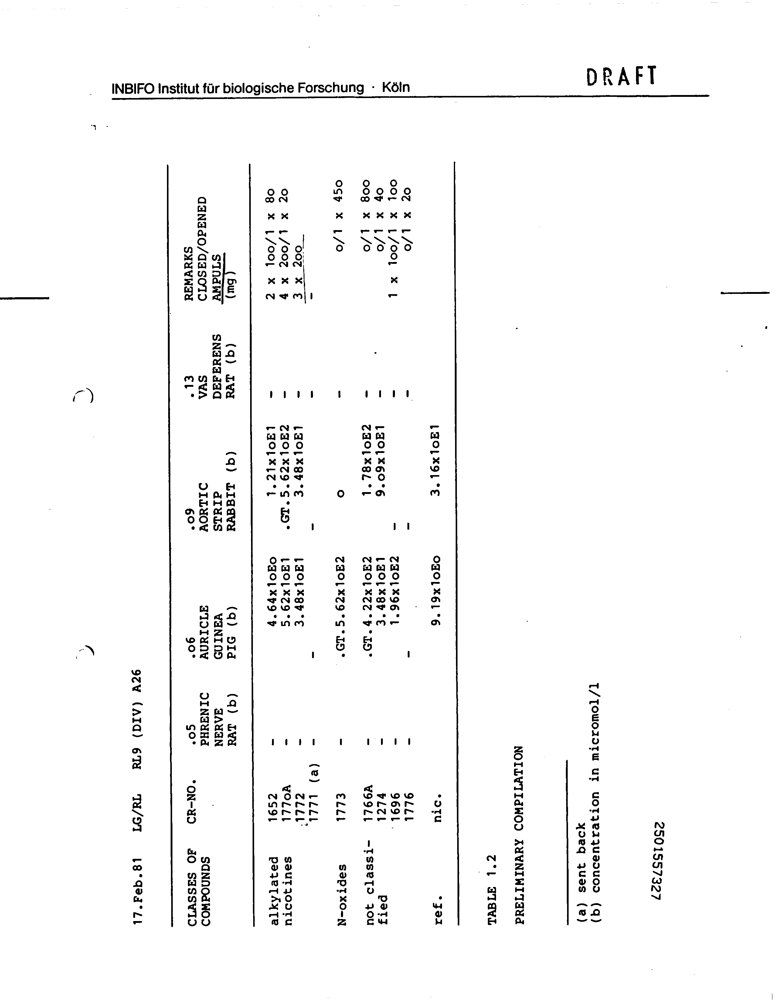 INBIFO Institut für biologische Forschung · Köln
DRAFT
17.Feb.81 LG/RL RL9 (DIV) A26
CLASSES OF CR-NO. .05 .06 .09 .13 REMARKS
COMPOUNDS PHRENIC AURICLE AORTIC VAS CLOSED/OPENED
NERVE GUINEA STRIP DEFERENS AMPULS
RAT (b) PIG (b) RABBIT (b) RAT (b) (mg)
alkylated 1652 - 4.64x1oEo 1.21x1oE1 - 2 x 1oo/1 x 8o
nicotines 177oA - 5.62x1oE1 .GT.5.62x1oE2 - 4 x 2oo/1 x 2o
1772 - 3.48x1oE1 3.48x1oE1 - 3 x 2oo
1771 (a) - - - - -
N-oxides 1773 - .GT.5.62x1oE2 o - o/1 x 45o
not classi- 1766A - .GT.4.22x1oE2 1.78x1oE2 - o/1 x 8oo
fied 1274 - 3.48x1oE1 9.o9x1oE1 - o/1 x 4o
1696 - 1.96x1oE2 - - 1 x 1oo/1 x 1oo
1776 - - - - o/1 x 2o
ref. nic. 9.19x1oEo 3.16x1oE1
TABLE 1.2
PRELIMINARY COMPILATION
(a) sent back
(b) concentration in micromol/l
2501557327